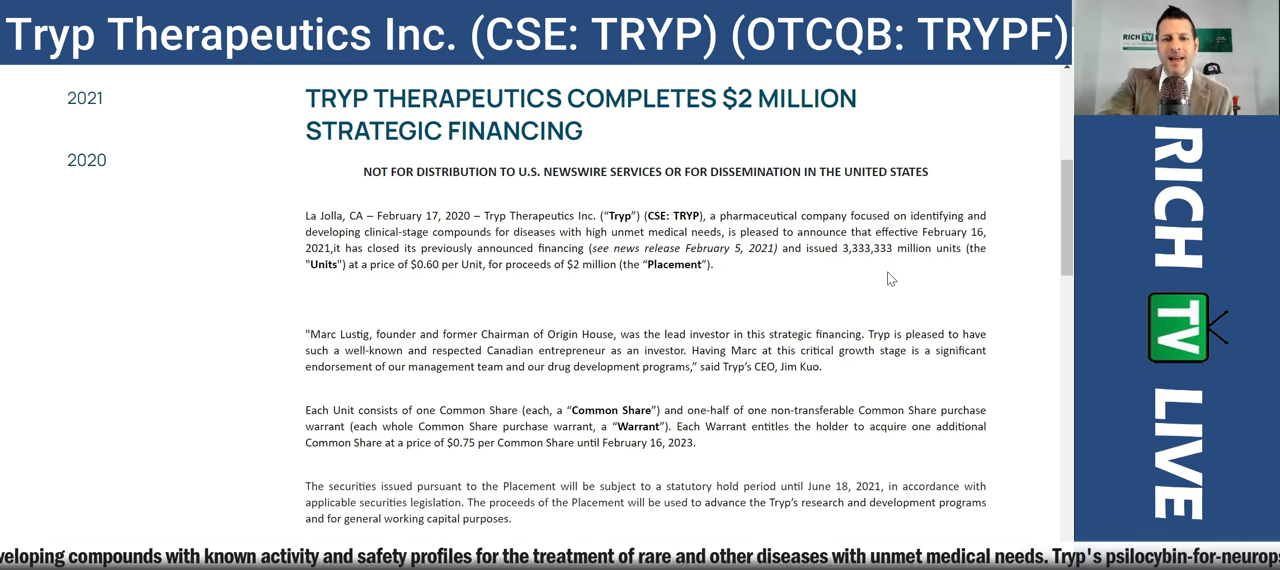 Tryp Therapeutics Inc. (CSE: TRYP) (OTCQB: TRYPF)
2021
2020
TRYP THERAPEUTICS COMPLETES $2 MILLION
STRATEGIC FINANCING
NOT FOR DISTRIBUTION TO U.S. NEWSWIRE SERVICES OR FOR DISSEMINATION IN THE UNITED STATES
La Jolla, CA – February 17, 2020 – Tryp Therapeutics Inc. (“Tryp”) (CSE: TRYP), a pharmaceutical company focused on identifying and
developing clinical-stage compounds for diseases with high unmet medical needs, is pleased to announce that effective February 16,
2021,it has closed its previously announced financing (see news release February 5, 2021) and issued 3,333,333 million units (the
"Units") at a price of $0.60 per Unit, for proceeds of $2 million (the “Placement”).
"Marc Lustig, founder and former Chairman of Origin House, was the lead investor in this strategic financing. Tryp is pleased to have
such a well-known and respected Canadian entrepreneur as an investor. Having Marc at this critical growth stage is a significant
endorsement of our management team and our drug development programs,” said Tryp’s CEO, Jim Kuo.
Each Unit consists of one Common Share (each, a “Common Share”) and one-half of one non-transferable Common Share purchase
warrant (each whole Common Share purchase warrant, a “Warrant”). Each Warrant entitles the holder to acquire one additional
Common Share at a price of $0.75 per Common Share until February 16, 2023.
The securities issued pursuant to the Placement will be subject to a statutory hold period until June 18, 2021, in accordance with
applicable securities legislation. The proceeds of the Placement will be used to advance the Tryp’s research and development programs
and for general working capital purposes.
RICH
RICH
TV
LIVE
veloping compounds with known activity and safety profiles for the treatment of rare and other diseases with unmet medical needs. Tryp's psilocybin-for-neurop